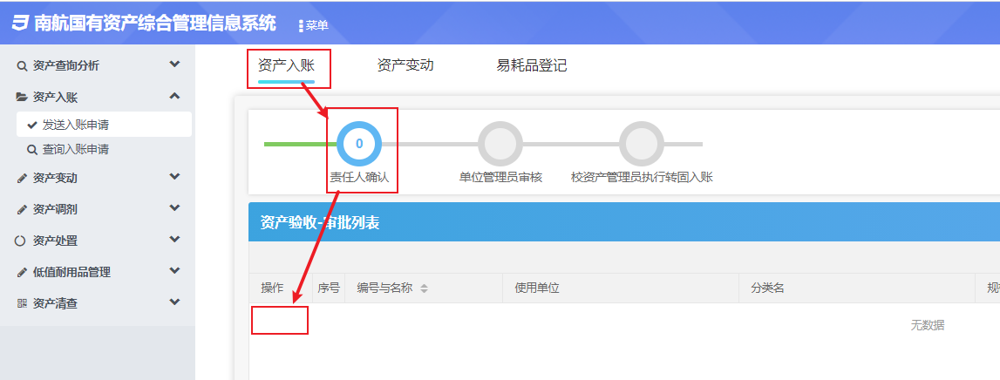 南航国有资产综合管理信息系统
菜单
资产查询分析
资产入账
发送入账申请
查询入账申请
资产变动
资产调剂
资产处置
低值耐用品管理
资产清查
资产入账 资产变动 易耗品登记
0
责任人确认 单位管理员审核 校资产管理员执行转固入账
资产验收-审批列表
操作 序号 编号与名称 使用单位 分类名
无数据